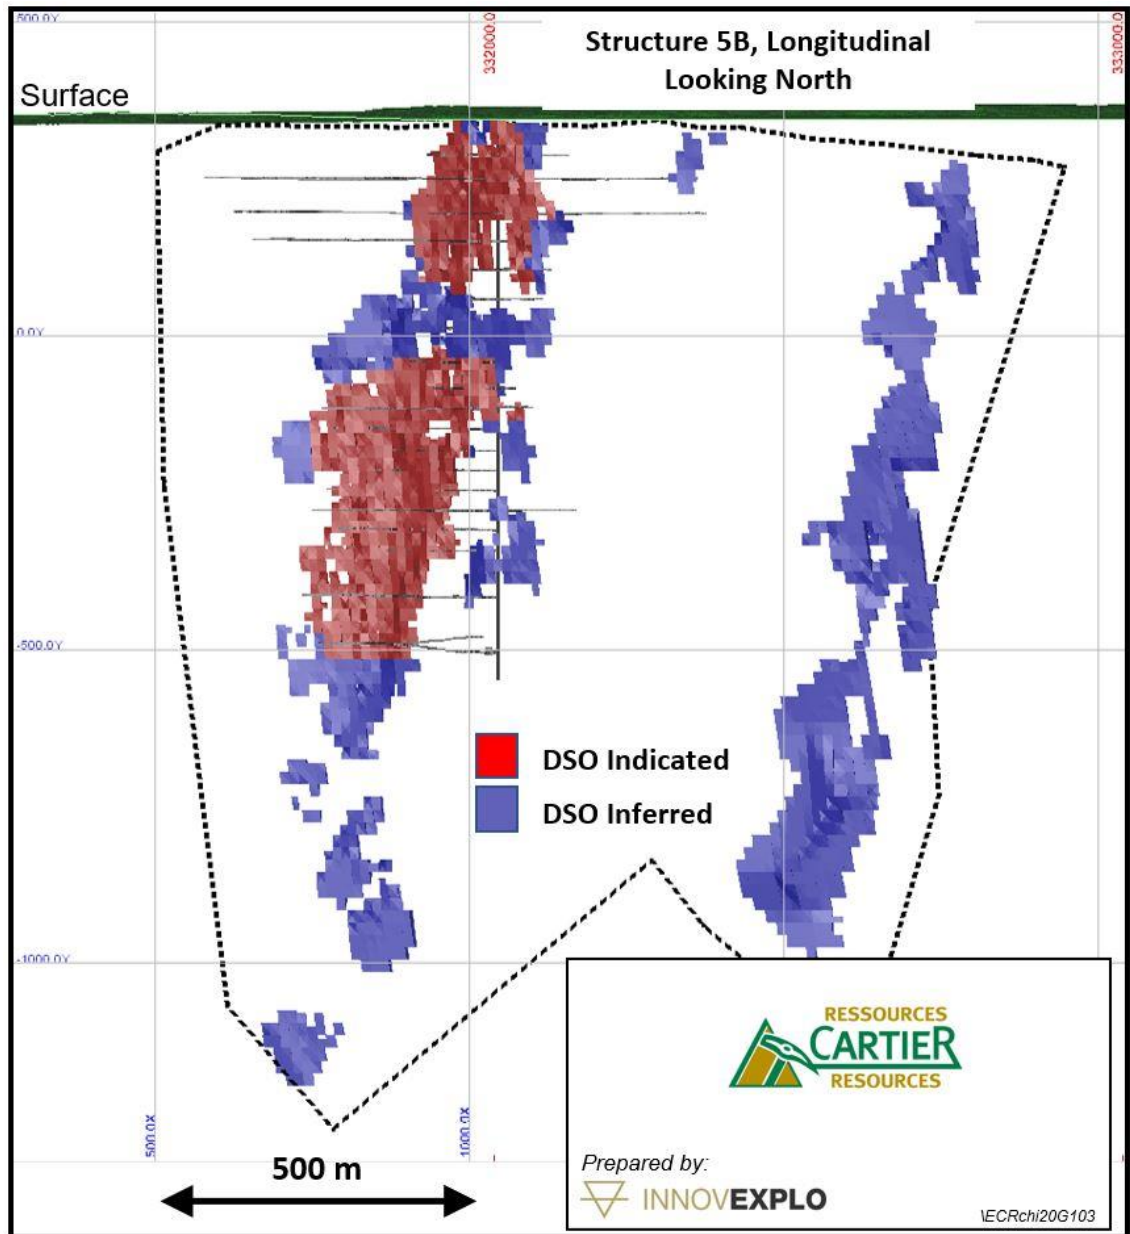 500.0Y
332000.0
333000.0
Structure 5B, Longitudinal
Looking North
Surface
0.0Y
-500.0Y
DSO Indicated
DSO Inferred
-1000.0Y
RESSOURCES
CARTIER
RESOURCES
500.0X
1000.0X
500 m
Prepared by:
INNOVEXPLO
\ECRchi20G103